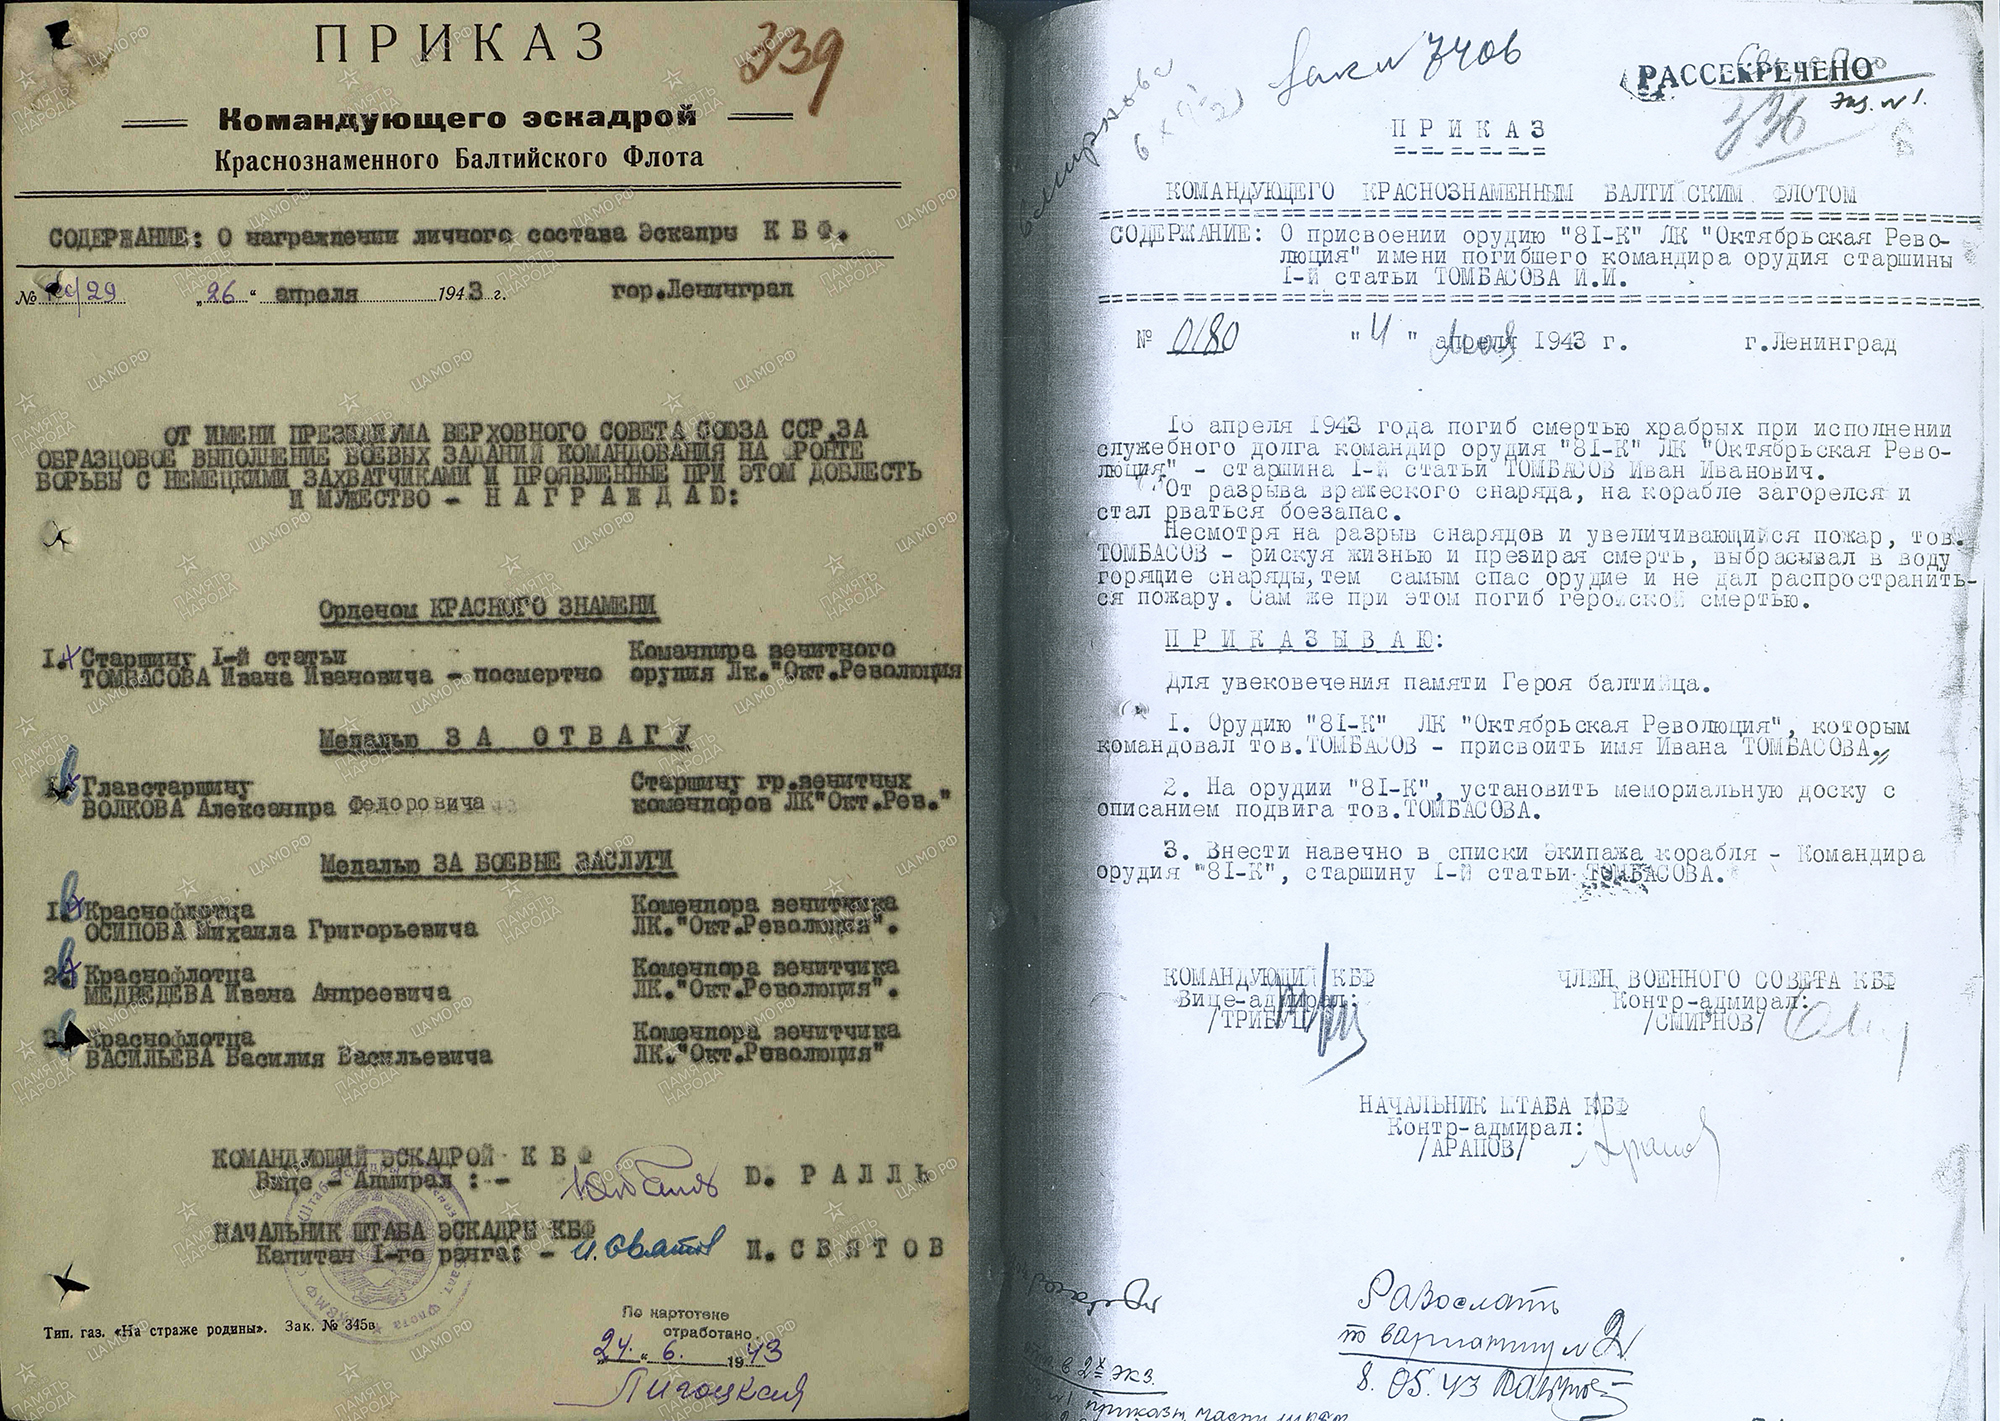 ПРИКАЗ
339
Командующего эскадрой
Краснознаменного Балтийского Флота
СОДЕРЖАНИЕ: О награждении личного состава Эскадры К Б Ф.
№ /29 „26" апреля 1943 г. гор.Ленинград
ОТ ИМЕНИ ПРЕЗИДИУМА ВЕРХОВНОГО СОВЕТА СОЮЗА ССР,ЗА
ОБРАЗЦОВОЕ ВЫПОЛНЕНИЕ БОЕВЫХ ЗАДАНИЙ КОМАНДОВАНИЯ НА ФРОНТЕ
БОРЬБЫ С НЕМЕЦКИМИ ЗАХВАТЧИКАМИ И ПРОЯВЛЕННЫЕ ПРИ ЭТОМ ДОБЛЕСТЬ
И МУЖЕСТВО - Н А Г Р А Ж Д А Ю:
Орденом КРАСНОГО ЗНАМЕНИ
1. Старшину I-й статьи Командира зенитного
ТОМБАСОВА Ивана Ивановича - посмертно орудия Лк."Окт.Революция
Медалью З А О Т В А Г У
1. Главстаршину Старшину гр.зенитных
ВОЛКОВА Александра Федоровича комендоров ЛК"Окт.Рев."
Медалью ЗА БОЕВЫЕ ЗАСЛУГИ
1. Краснофлотца Комендора зенитчика
ОСИПОВА Михаила Григорьевича ЛК."Окт.Революция".
2. Краснофлотца Комендора зенитчика
МЕДВЕДЕВА Ивана Андреевича ЛК."Окт.Революция".
3. Краснофлотца Комендора зенитчика
ВАСИЛЬЕВА Василия Васильевича ЛК."Окт.Революция"
КОМАНДУЮЩИЙ ЭСКАДРОЙ К Б Ф
Вице - Адмирал : - Ю. Р А Л Л Ь
НАЧАЛЬНИК ШТАБА ЭСКАДРЫ КБФ
Капитан I-го ранга: - И. Святов И. С В Я Т О В
По картотеке
отработано
„24." 6. 1943
Тип. газ. «На страже родины». Зак. № 345в
РАССЕКРЕЧЕНО
Экз. №1.
336
П Р И К А З
КОМАНДУЮЩЕГО КРАСНОЗНАМЕННЫМ БАЛТИЙСКИМ ФЛОТОМ
СОДЕРЖАНИЕ: О присвоении орудию "8I-К" ЛК "Октябрьская Рево-
люция" имени погибшего командира орудия старшины
I-й статьи ТОМБАСОВА И.И.
№ 0180 "4" мая 1943 г. г.Ленинград
16 апреля 1943 года погиб смертью храбрых при исполнении
служебного долга командир орудия "8I-К" ЛК "Октябрьская Рево-
люция" - старшина I-й статьи ТОМБАСОВ Иван Иванович.
От разрыва вражеского снаряда, на корабле загорелся и
стал рваться боезапас.
Несмотря на разрыв снарядов и увеличивающийся пожар, тов.
ТОМБАСОВ - рискуя жизнью и презирая смерть, выбрасывал в воду
горящие снаряды,тем самым спас орудие и не дал распространить-
ся пожару. Сам же при этом погиб геройской смертью.
П Р И К А З Ы В А Ю:
Для увековечения памяти Героя балтийца.
1. Орудию "8I-К" ЛК "Октябрьская Революция", которым
командовал тов.ТОМБАСОВ - присвоить имя Ивана ТОМБАСОВА.
2. На орудии "8I-К", установить мемориальную доску с
описанием подвига тов.ТОМБАСОВА.
3. Внести навечно в списки Экипажа корабля - Командира
орудия "8I-К", старшину I-й статьи ТОМБАСОВА.
КОМАНДУЮЩИЙ КБФ ЧЛЕН ВОЕННОГО СОВЕТА КБФ
Вице-адмирал: Контр-адмирал:
/ТРИБУЦ/ /СМИРНОВ/
НАЧАЛЬНИК ШТАБА КБФ
Контр-адмирал:
/АРАПОВ/
Разослать
по варианту № 2
8.05.43
в 2х экз.